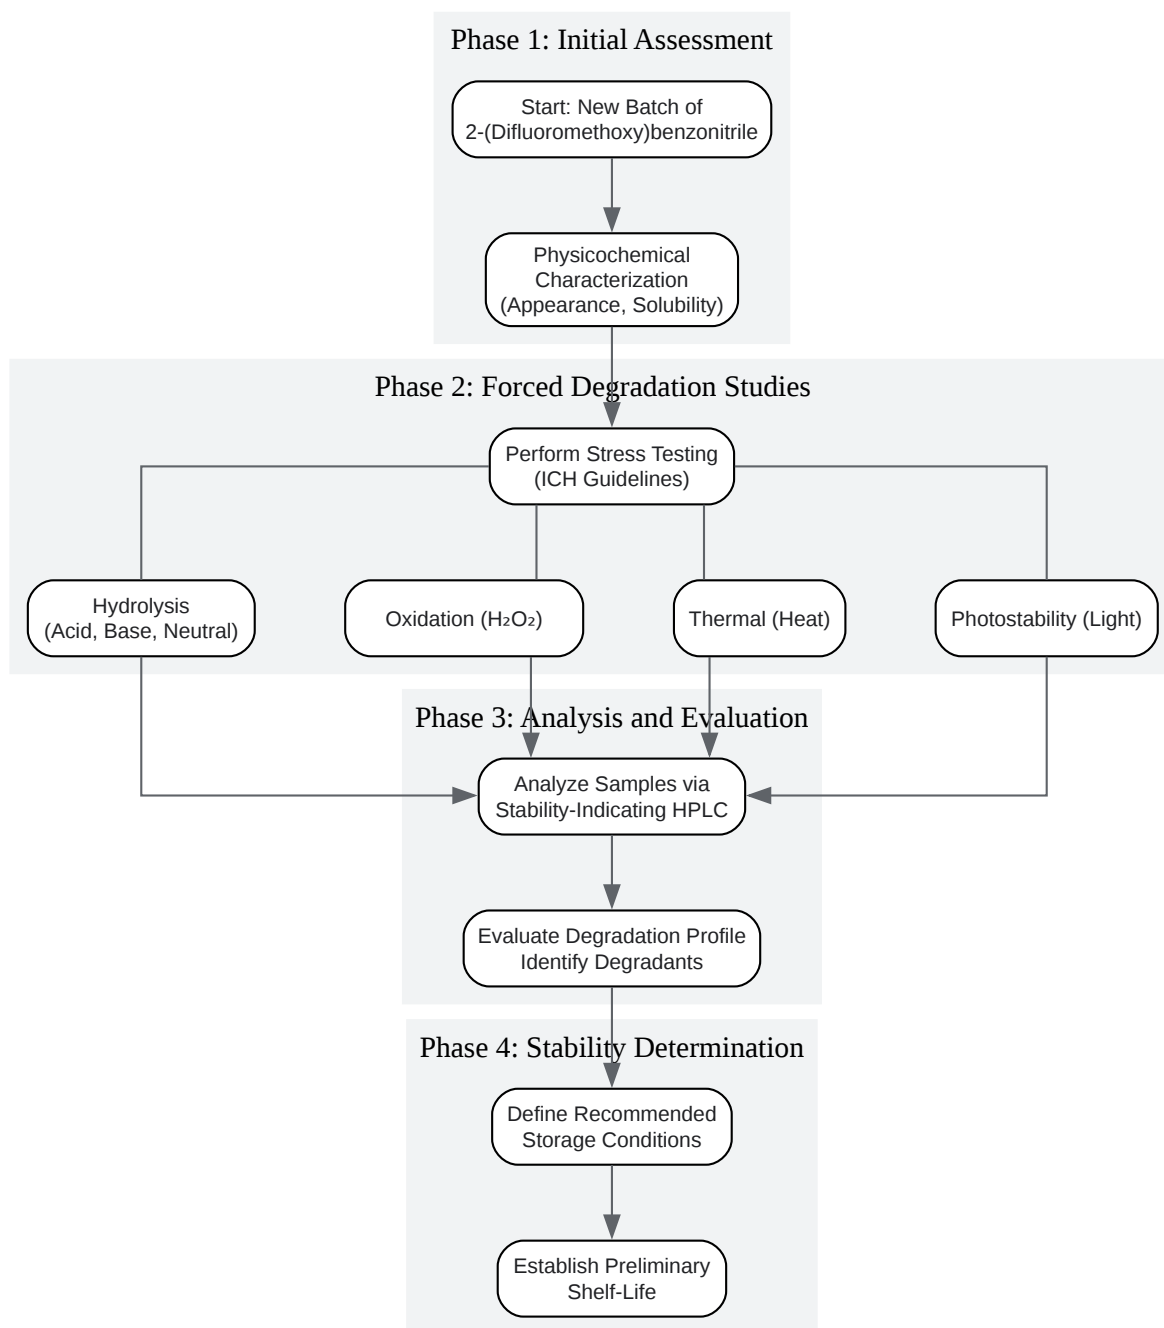 Phase 1: Initial Assessment
Start: New Batch of
2-(Difluoromethoxy)benzonitrile
Physicochemical
Characterization
(Appearance, Solubility)
Phase 2: Forced Degradation Studies
Perform Stress Testing
(ICH Guidelines)
Hydrolysis
(Acid, Base, Neutral)
Oxidation (H₂O₂)
Thermal (Heat)
Photostability (Light)
Phase 3: Analysis and Evaluation
Analyze Samples via
Stability-Indicating HPLC
Evaluate Degradation Profile
Identify Degradants
Phase 4: Stability Determination
Define Recommended
Storage Conditions
Establish Preliminary
Shelf-Life